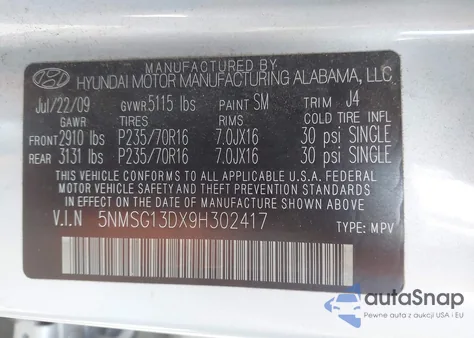 MANUFACTURED BY
HYUNDAI MOTOR MANUFACTURING ALABAMA, LLC.
Jul/22/09 GVWR 5115 lbs PAINT SM TRIM J4
GAWR TIRES RIMS COLD TIRE INFL
FRONT 2910 lbs P235/70R16 7.0JX16 30 psi SINGLE
REAR 3131 lbs P235/70R16 7.0JX16 30 psi SINGLE
THIS VEHICLE CONFORMS TO ALL APPLICABLE U.S.A. FEDERAL
MOTOR VEHICLE SAFETY AND THEFT PREVENTION STANDARDS
IN EFFECT ON THE DATE OF MANUFACTURE SHOWN ABOVE.
V.I.N 5NMSG13DX9H302417
TYPE: MPV
autoSnap
Pewne auta z aukcji USA i EU